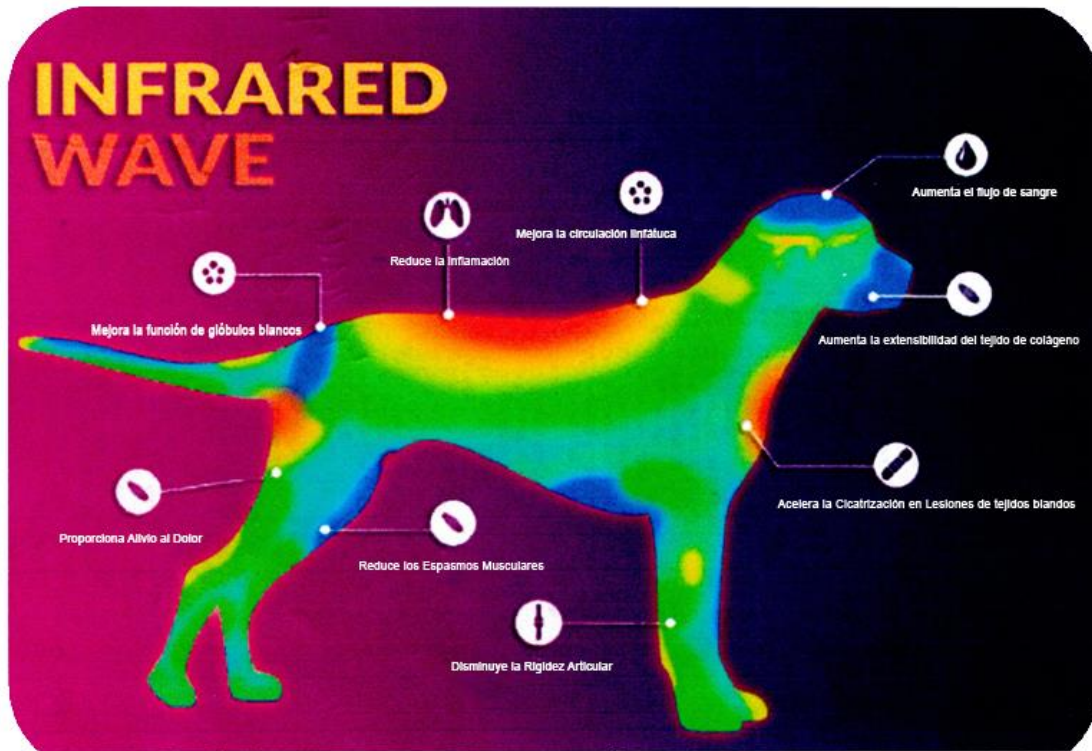 INFRARED
WAVE
Aumenta el flujo de sangre
Mejora la circulación linfátuca
Reduce la Inflamación
Mejora la función de glóbulos blancos
Aumenta la extensibilidad del tejido de colágeno
Acelera la Cicatrización en Lesiones de tejidos blandos
Proporciona Alivio al Dolor
Reduce los Espasmos Musculares
Disminuye la Rigidez Articular